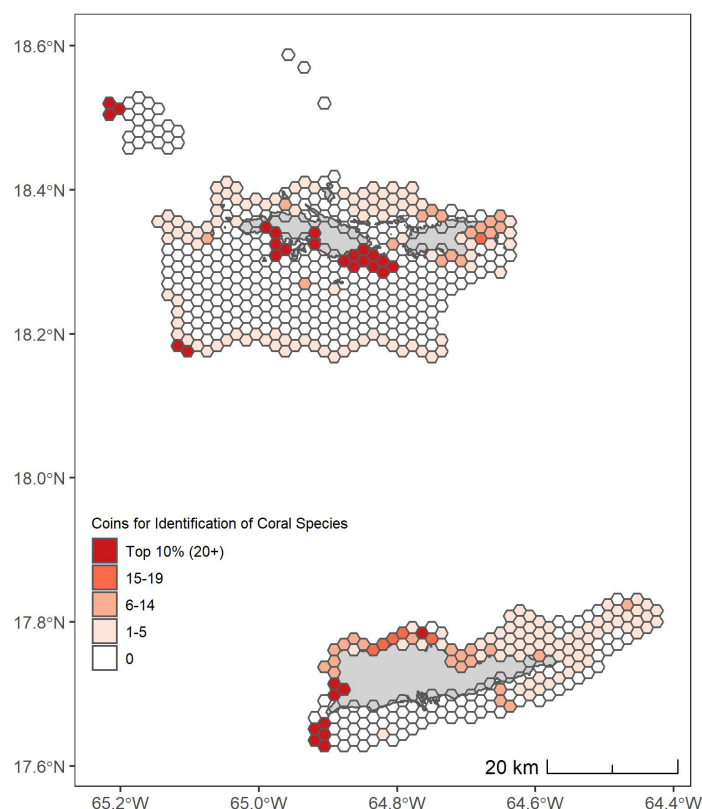 18.6°N
18.4°N
18.2°N
18.0°N
Coins for Identification of Coral Species
Top 10% (20+)
15-19
6-14
1-5
0
17.8°N
17.6°N
20 km
65.2°W 65.0°W 64.8°W 64.6°W 64.4°W